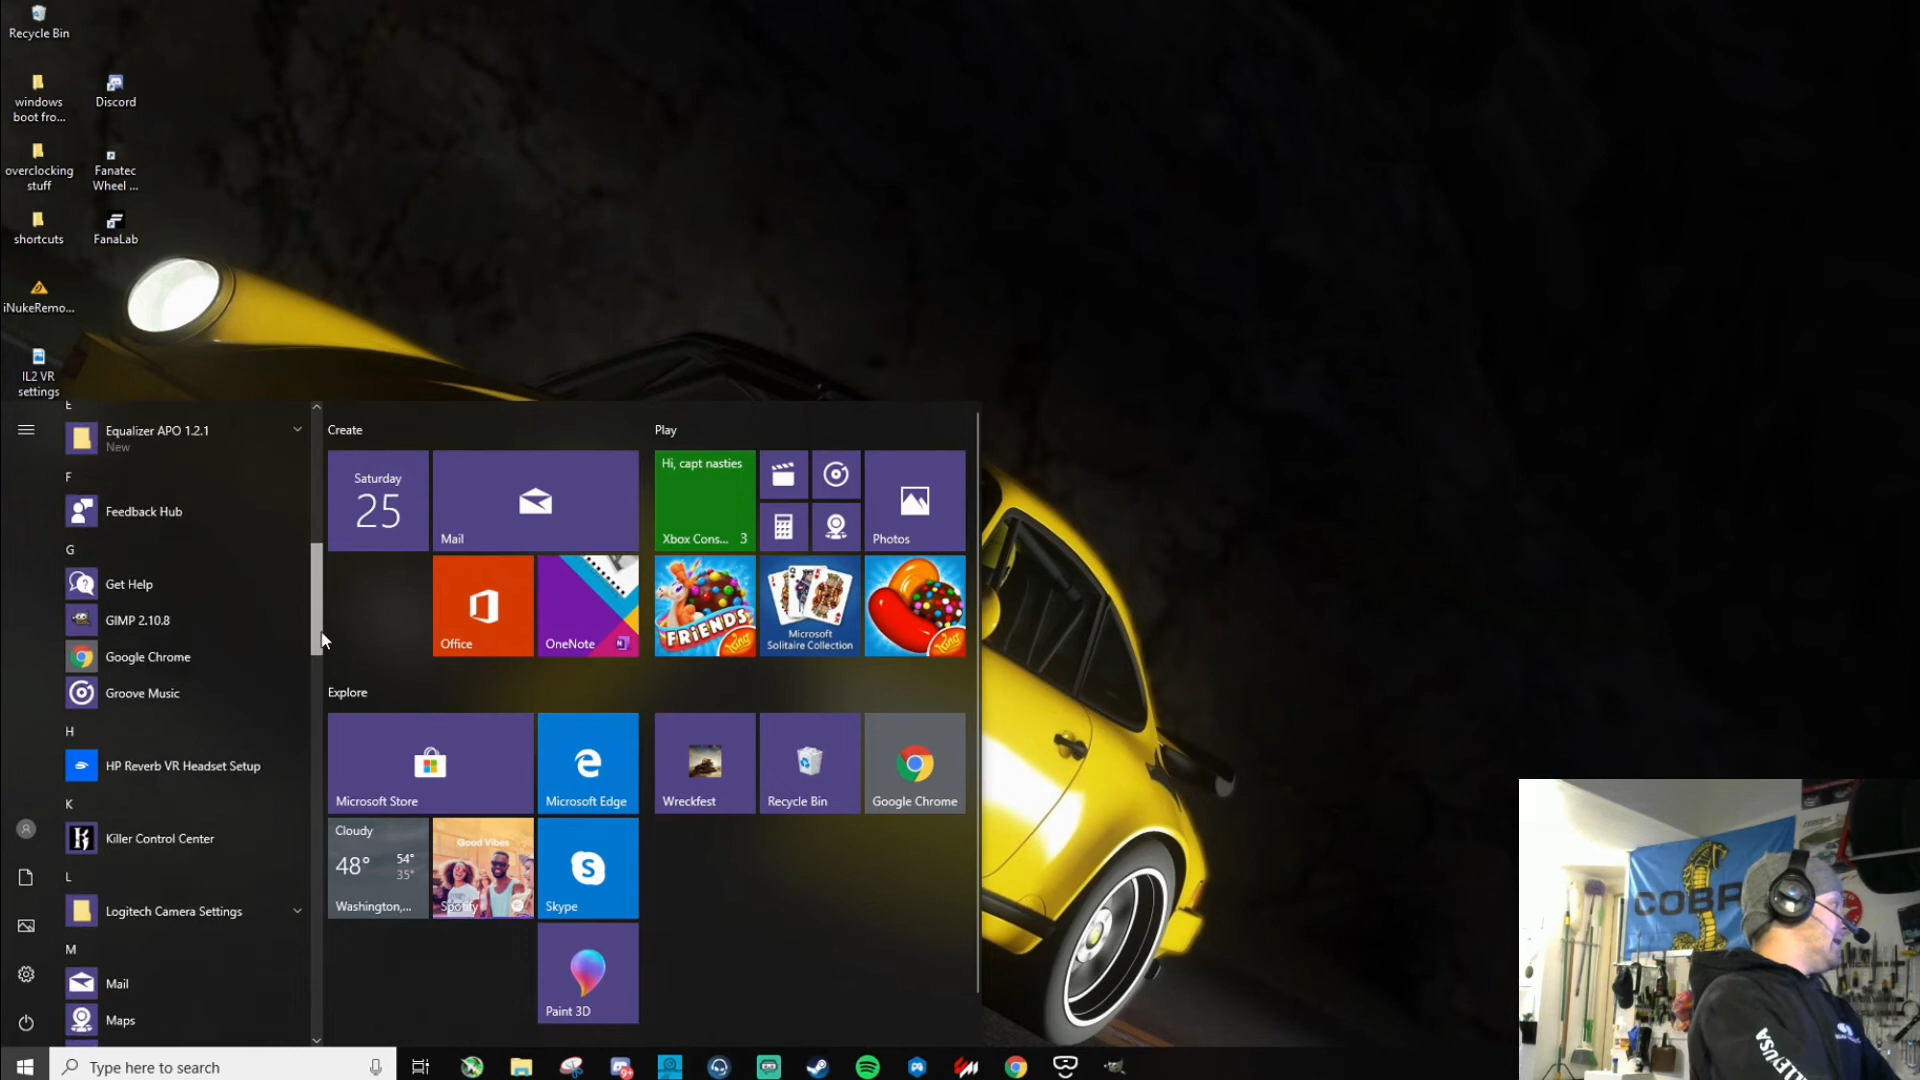 Recycle Bin
windows
boot fro...
Discord
overclocking
stuff
Fanatec
Wheel ...
shortcuts
FanaLab
iNukeRemo...
IL2 VR
settings
E
Equalizer APO 1.2.1
New
F
Feedback Hub
G
Get Help
GIMP 2.10.8
Google Chrome
Groove Music
H
HP Reverb VR Headset Setup
K
Killer Control Center
L
Logitech Camera Settings
M
Mail
Maps
Create
Saturday
25
Mail
Office
OneNote
Explore
Microsoft Store
Microsoft Edge
Cloudy
48°
54°
35°
Washington,...
Good Vibes
Spotify
Skype
Paint 3D
Play
Hi, capt nasties
Xbox Cons...
3
Photos
FRiENDS
King
Microsoft
Solitaire Collection
King
Wreckfest
Recycle Bin
Google Chrome
Type here to search
9+
COBR